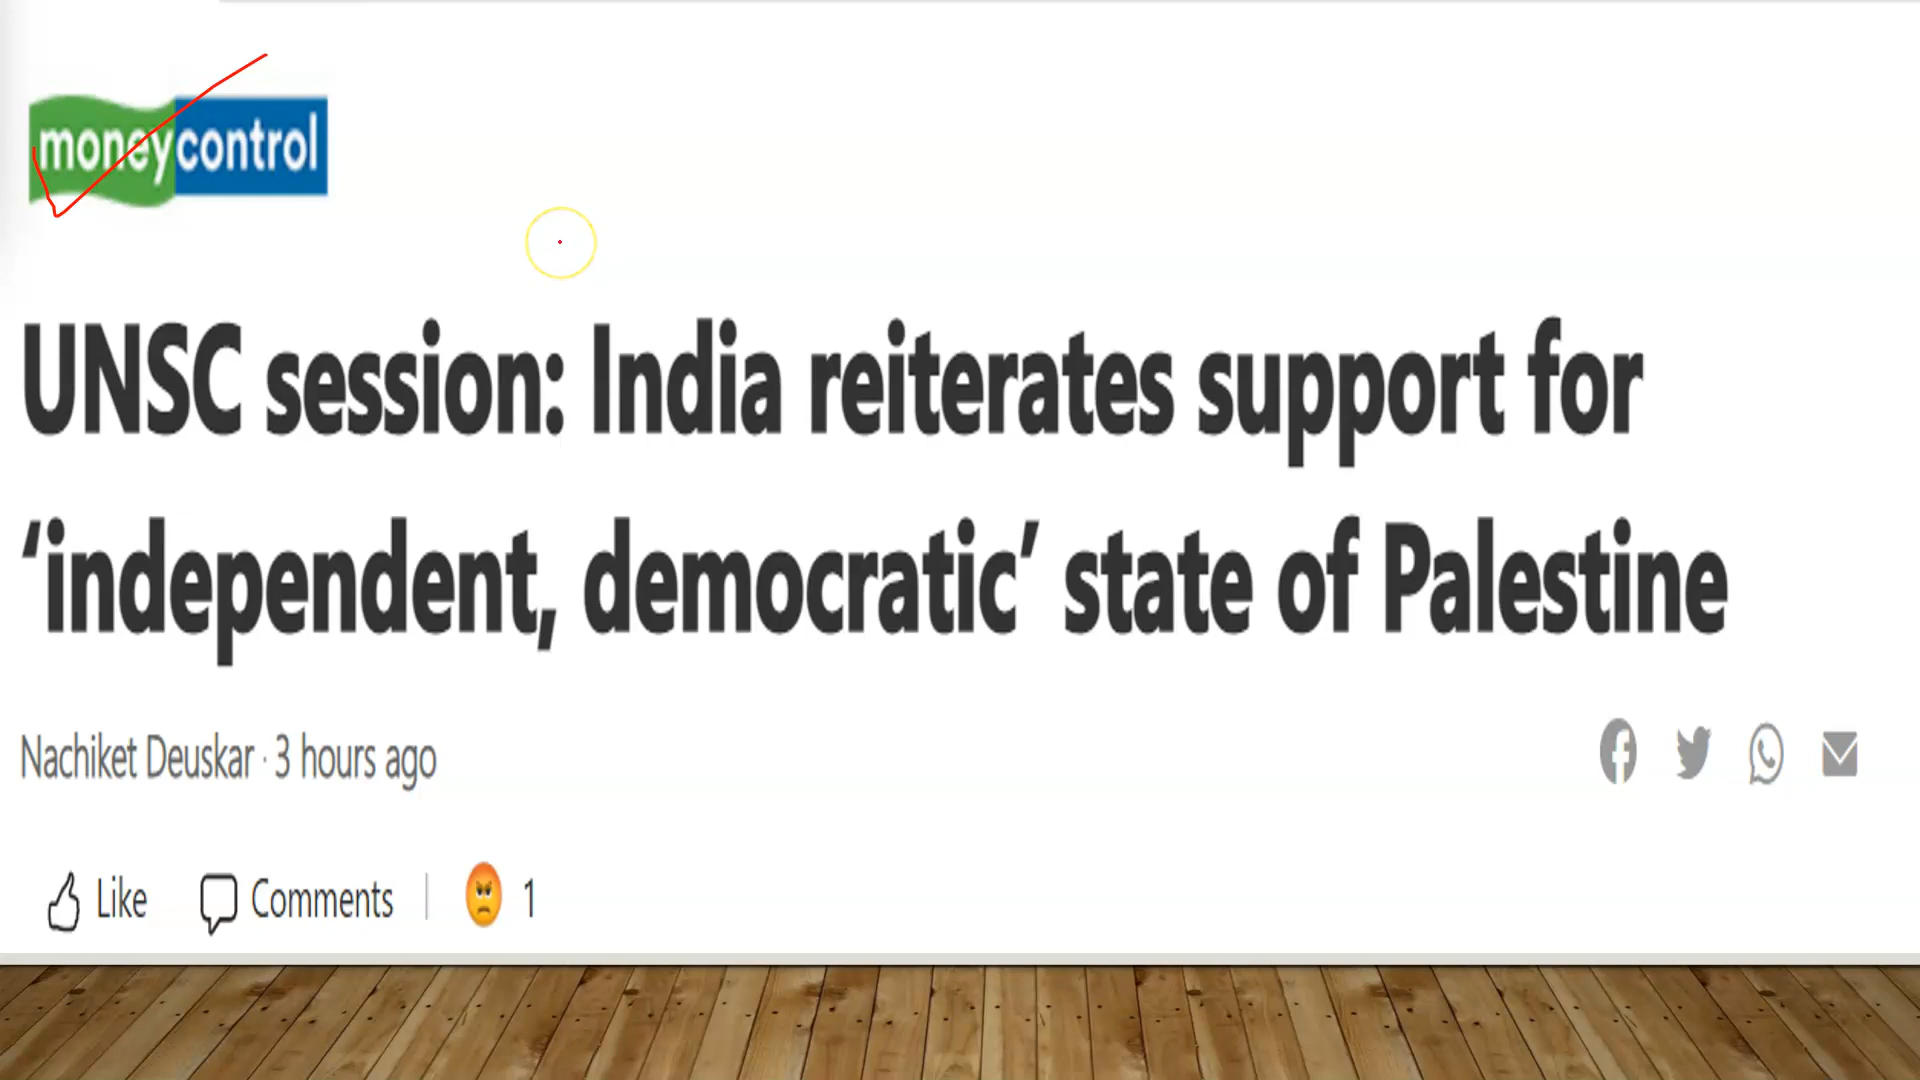 moneycontrol
UNSC session: India reiterates support for
‘independent, democratic’ state of Palestine
Nachiket Deuskar · 3 hours ago
Like Comments | 1